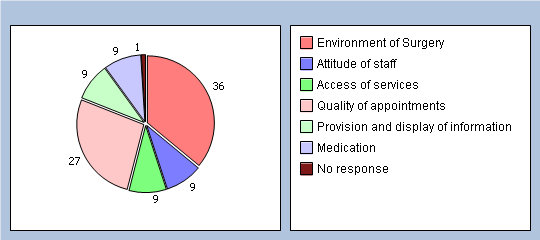 9
1
9
36
27
9
9
Environment of Surgery
Attitude of staff
Access of services
Quality of appointments
Provision and display of information
Medication
No response